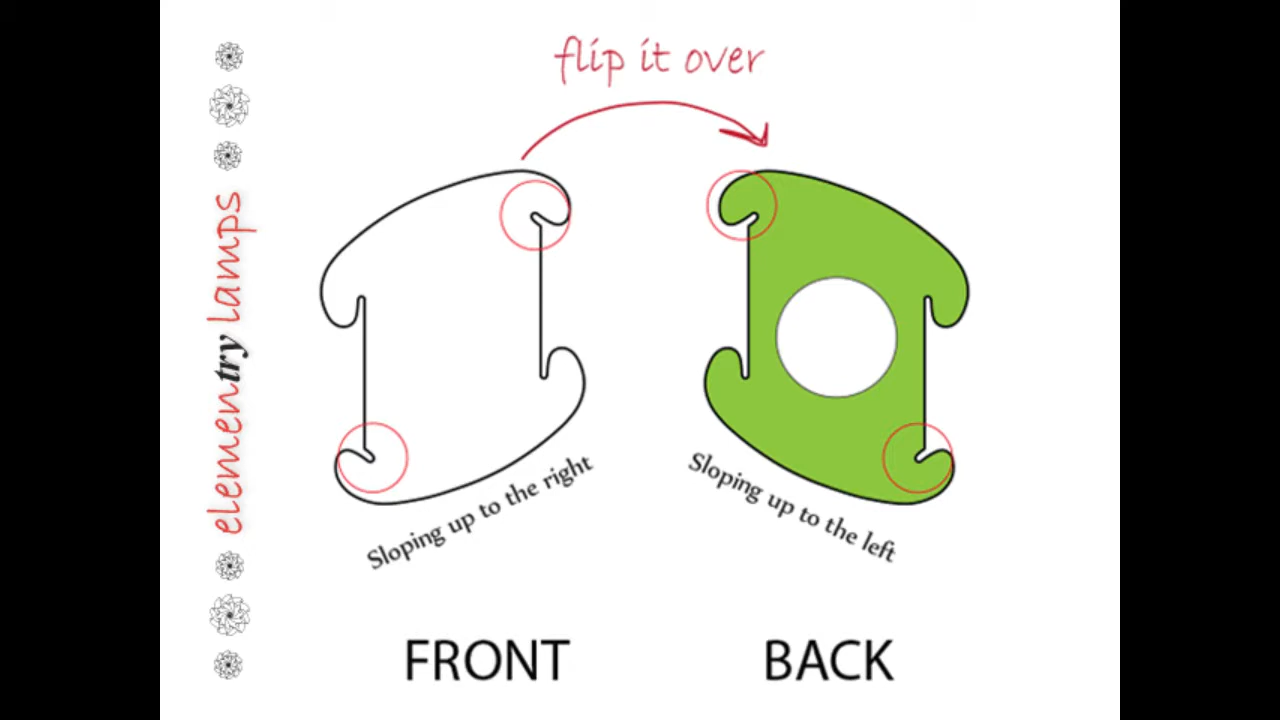 elementry lamps
flip it over
Sloping up to the right
Sloping up to the left
FRONT
BACK